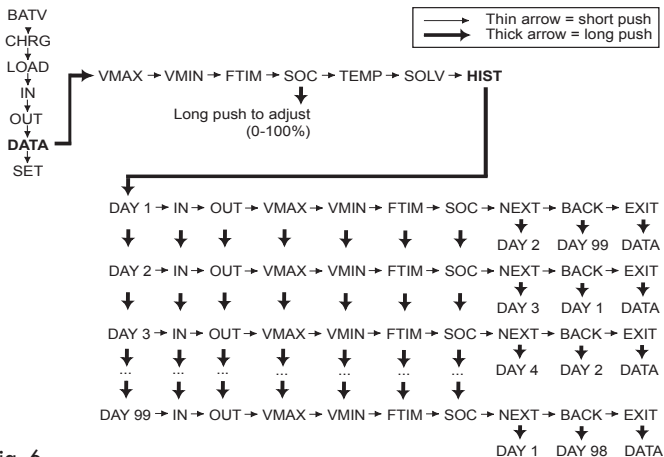 BATV
CHRG
LOAD
IN
OUT
DATA
SET
Thin arrow = short push
Thick arrow = long push
VMAX VMIN FTIM SOC TEMP SOLV HIST
Long push to adjust
(0-100%)
DAY 1 IN OUT VMAX VMIN FTIM SOC NEXT BACK EXIT
DAY 2 DAY 99 DATA
DAY 2 IN OUT VMAX VMIN FTIM SOC NEXT BACK EXIT
DAY 3 DAY 1 DATA
DAY 3 IN OUT VMAX VMIN FTIM SOC NEXT BACK EXIT
DAY 4 DAY 2 DATA
... ... ... ... ... ... ...
DAY 99 IN OUT VMAX VMIN FTIM SOC NEXT BACK EXIT
DAY 1 DAY 98 DATA